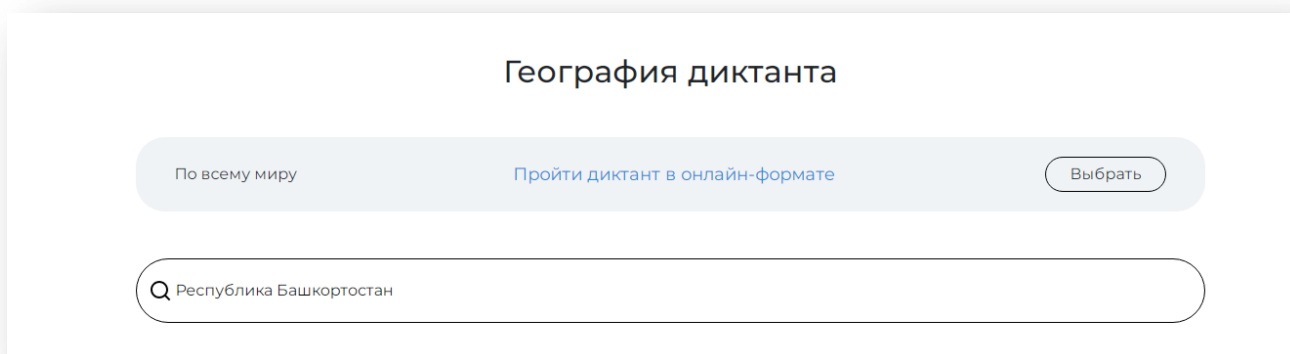 География диктанта
По всему миру Пройти диктант в онлайн-формате Выбрать
Республика Башкортостан